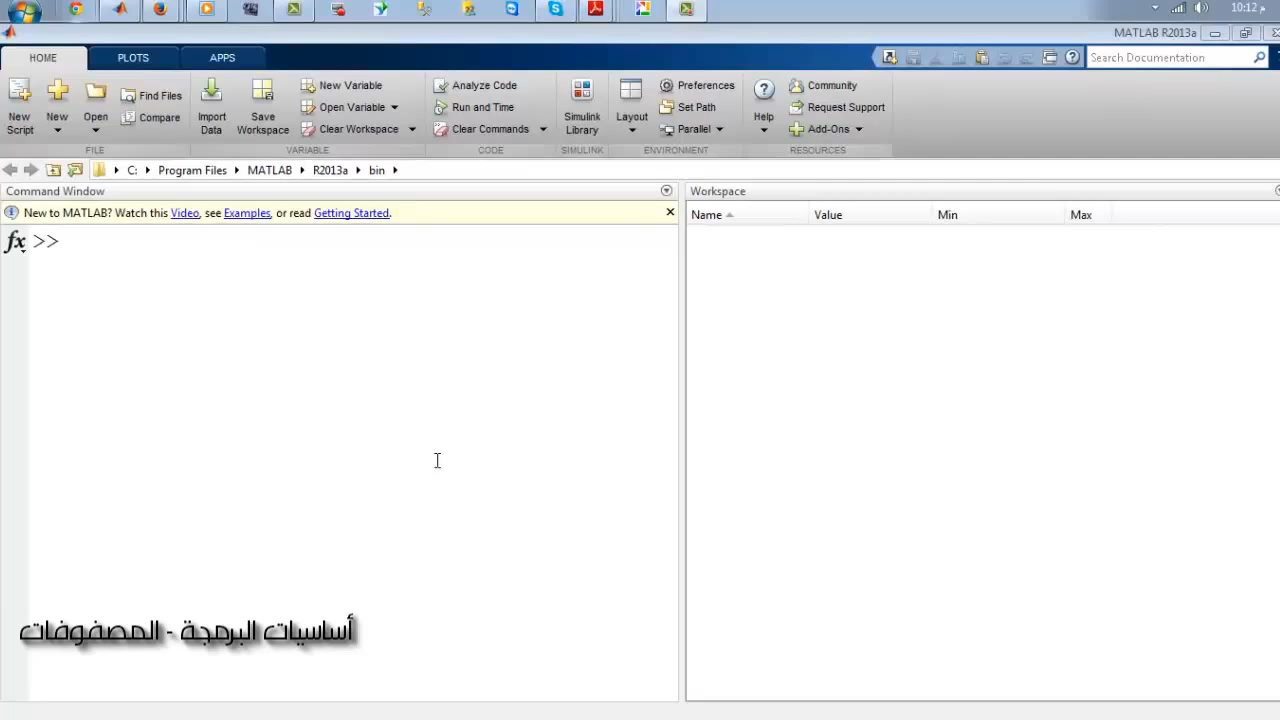 10:12 م
MATLAB R2013a
HOME PLOTS APPS
Search Documentation
New Script
New
Open
Find Files
Compare
FILE
Import Data
Save Workspace
New Variable
Open Variable
Clear Workspace
VARIABLE
Analyze Code
Run and Time
Clear Commands
CODE
Simulink Library
SIMULINK
Layout
Preferences
Set Path
Parallel
ENVIRONMENT
Help
Community
Request Support
Add-Ons
RESOURCES
C: Program Files MATLAB R2013a bin
Command Window
New to MATLAB? Watch this Video, see Examples, or read Getting Started.
fx >>
Workspace
Name Value Min Max
أساسيات البرمجة - المصفوفات